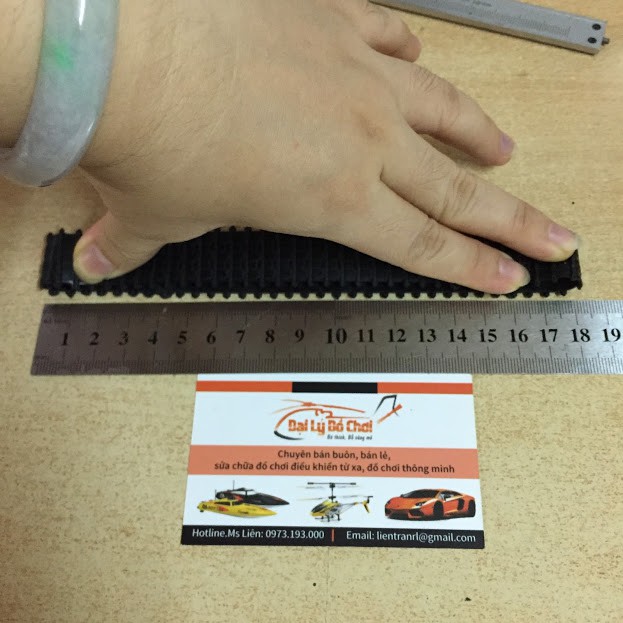 1 2 3 4 5 6 7 8 9 10 11 12 13 14 15 16 17 18 19
Đại Lý Đồ Chơi
Chuyên bán buôn, bán lẻ,
sửa chữa đồ chơi điều khiển từ xa, đồ chơi thông minh
Hotline.Ms Liên: 0973.193.000 | Email: lientranrl@gmail.com